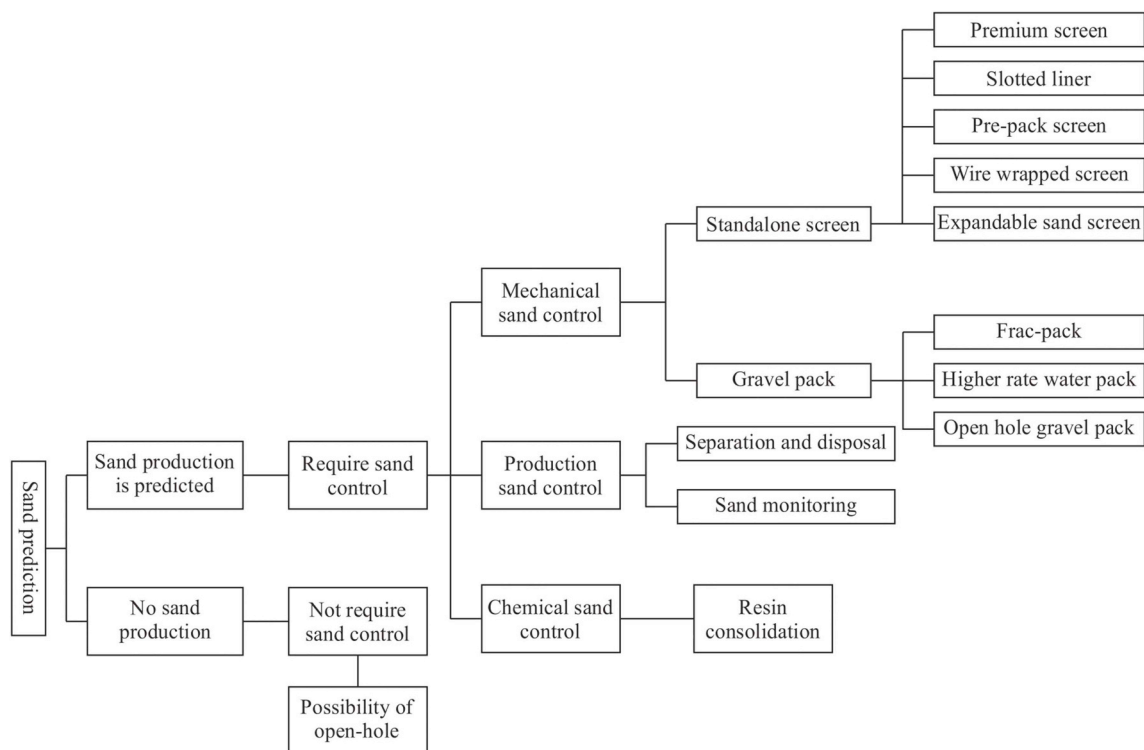 Premium screen
Slotted liner
Pre-pack screen
Wire wrapped screen
Standalone screen
Expandable sand screen
Mechanical
sand control
Frac-pack
Gravel pack
Higher rate water pack
Open hole gravel pack
Separation and disposal
Sand production
is predicted
Require sand
control
Production
sand control
Sand monitoring
Sand prediction
No sand
production
Not require
sand control
Chemical sand
control
Resin
consolidation
Possibility of
open-hole